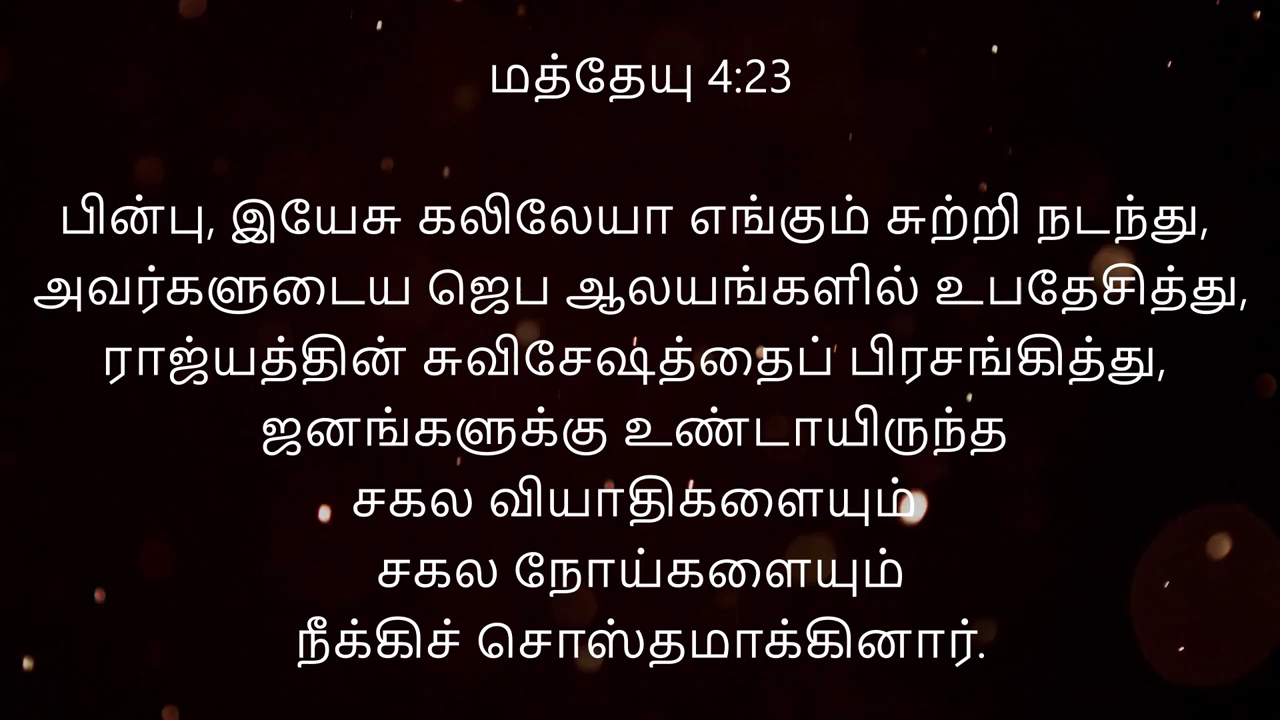 மத்தேயு 4:23
பின்பு, இயேசு கலிலேயா எங்கும் சுற்றி நடந்து,
அவர்களுடைய ஜெப ஆலயங்களில் உபதேசித்து,
ராஜ்யத்தின் சுவிசேஷத்தைப் பிரசங்கித்து,
ஜனங்களுக்கு உண்டாயிருந்த
சகல வியாதிகளையும்
சகல நோய்களையும்
நீக்கிச் சொஸ்தமாக்கினார்.